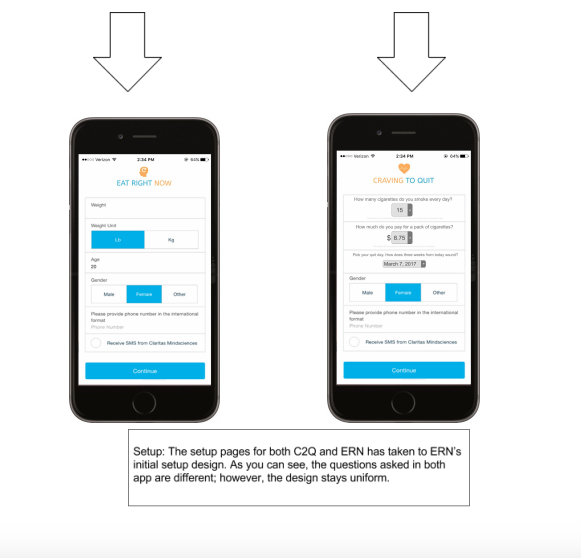 Verizon 2:34 PM 64%
EAT RIGHT NOW
Weight
Weight Unit
Lb Kg
Age
20
Gender
Male Female Other
Please provide phone number in the international
format
Phone Number
Receive SMS from Claritas Mindsciences
Continue
Verizon 2:34 PM 64%
CRAVING TO QUIT
How many cigarettes do you smoke every day?
15
How much do you pay for a pack of cigarettes?
$ 8.75
Pick your quit day. How does three weeks from today sound?
March 7, 2017
Gender
Male Female Other
Please provide phone number in the international
format
Phone Number
Receive SMS from Claritas Mindsciences
Continue
Setup: The setup pages for both C2Q and ERN has taken to ERN's
initial setup design. As you can see, the questions asked in both
app are different; however, the design stays uniform.